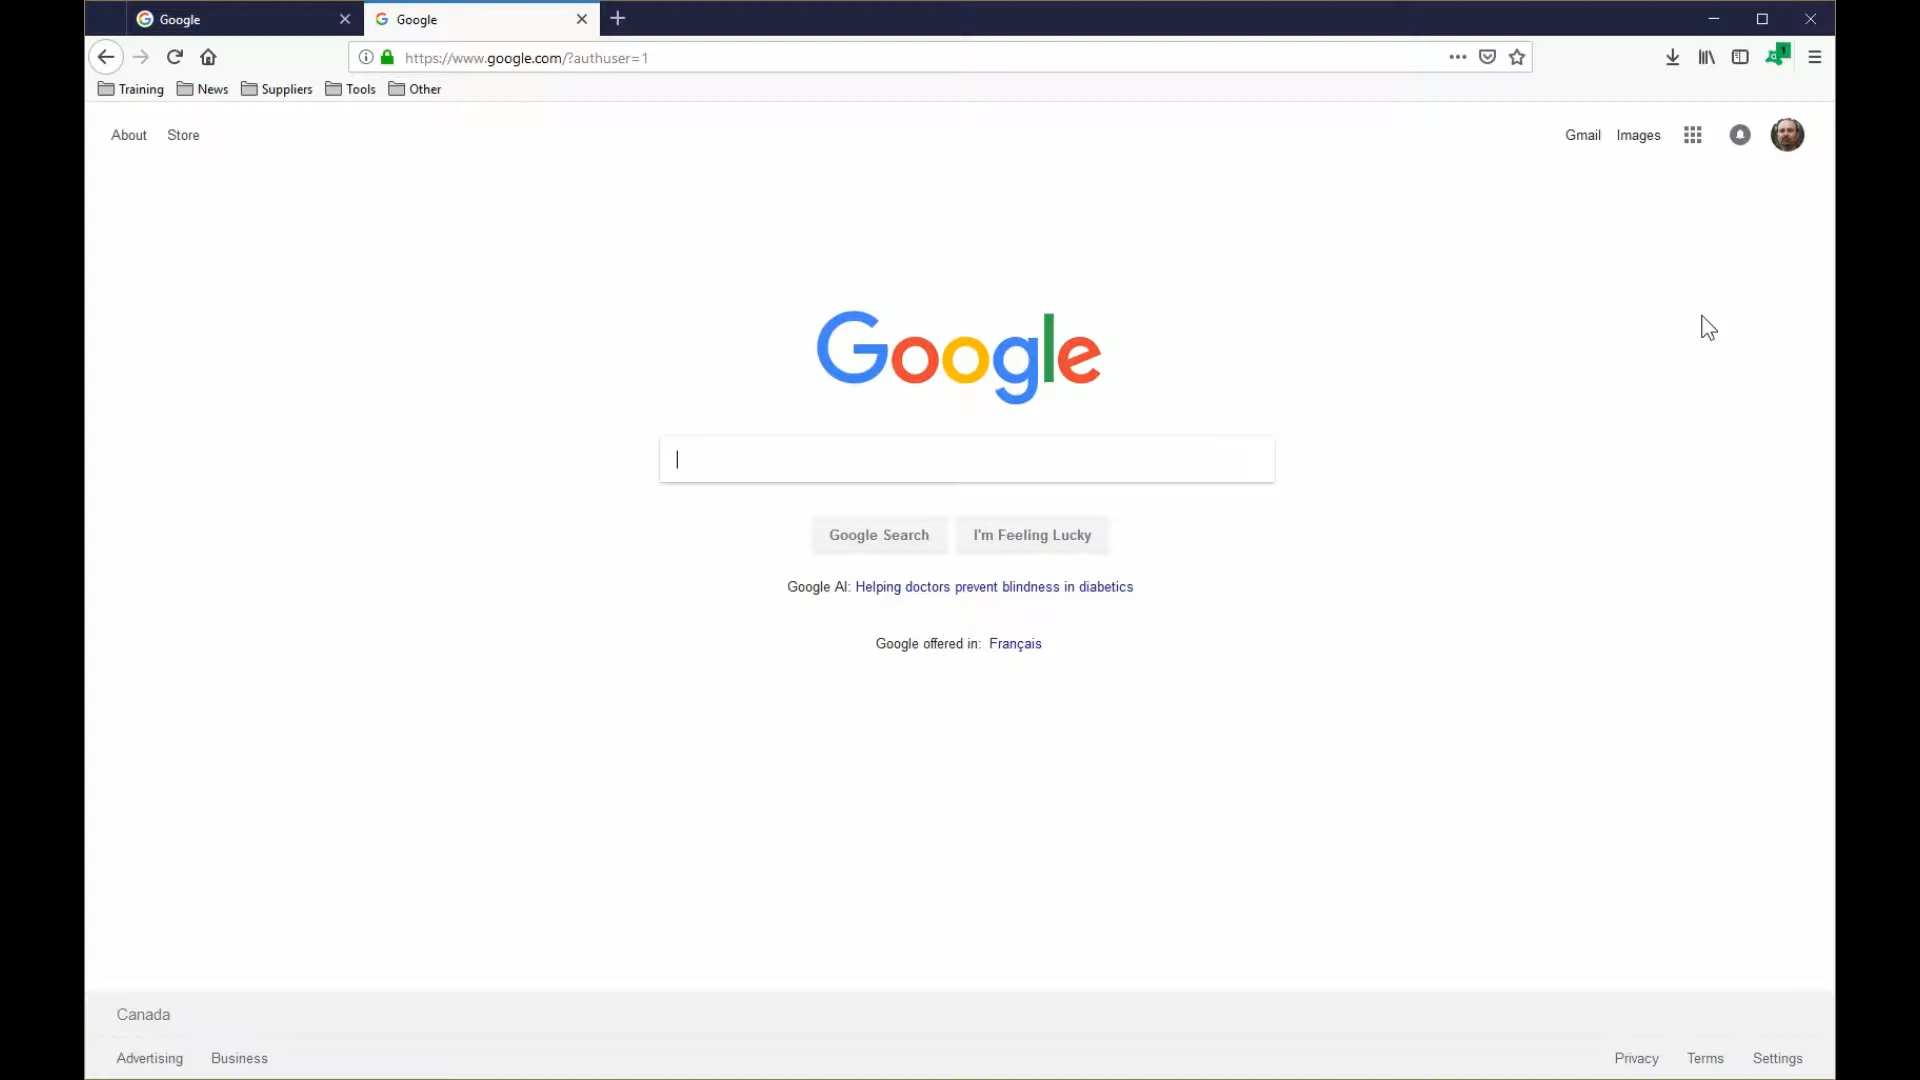 Google
Google
https://www.google.com/?authuser=1
1
Training
News
Suppliers
Tools
Other
About
Store
Gmail
Images
Google
Google Search
I'm Feeling Lucky
Google AI: Helping doctors prevent blindness in diabetics
Google offered in: Français
Canada
Advertising
Business
Privacy
Terms
Settings